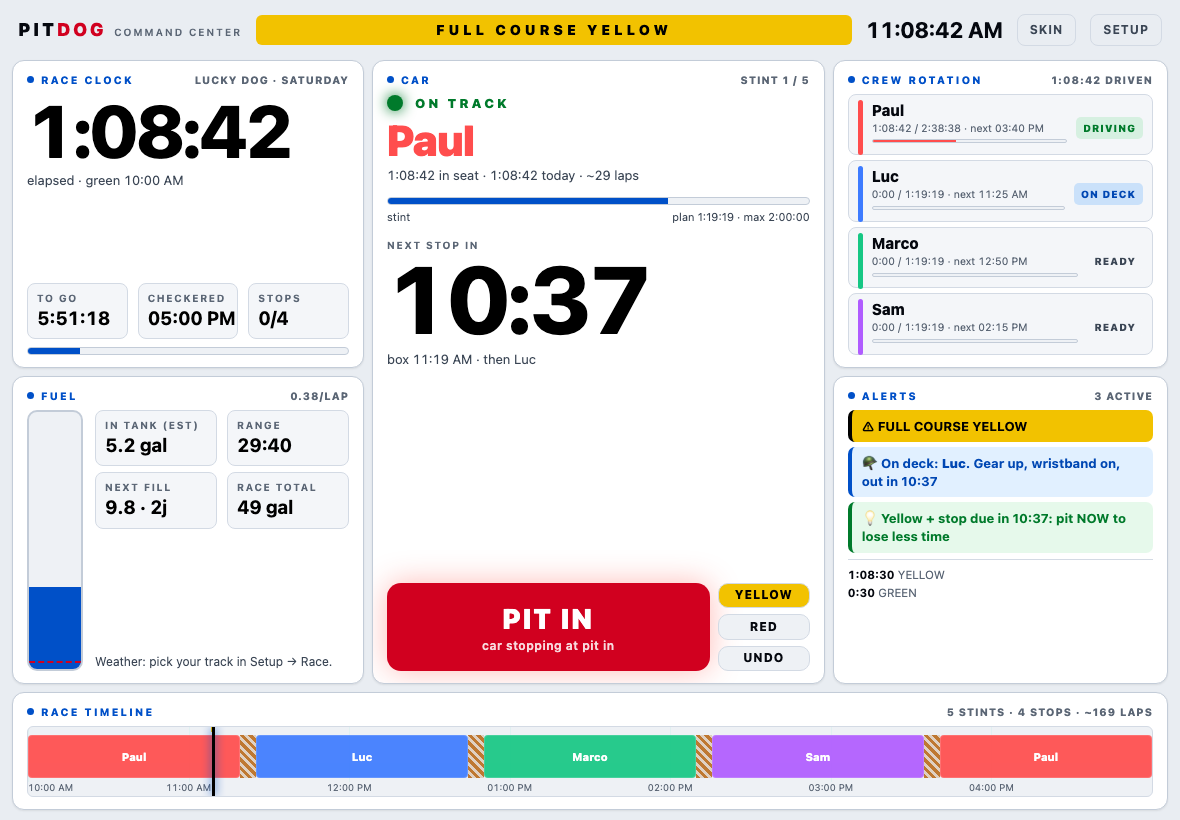 PITDOG COMMAND CENTER
FULL COURSE YELLOW
11:08:42 AM
SKIN
SETUP
RACE CLOCK
LUCKY DOG · SATURDAY
1:08:42
elapsed · green 10:00 AM
TO GO
5:51:18
CHECKERED
05:00 PM
STOPS
0/4
CAR
STINT 1 / 5
ON TRACK
Paul
1:08:42 in seat · 1:08:42 today · ~29 laps
stint
plan 1:19:19 · max 2:00:00
NEXT STOP IN
10:37
box 11:19 AM · then Luc
PIT IN
car stopping at pit in
YELLOW
RED
UNDO
CREW ROTATION
1:08:42 DRIVEN
Paul
1:08:42 / 2:38:38 · next 03:40 PM
DRIVING
Luc
0:00 / 1:19:19 · next 11:25 AM
ON DECK
Marco
0:00 / 1:19:19 · next 12:50 PM
READY
Sam
0:00 / 1:19:19 · next 02:15 PM
READY
FUEL
0.38/LAP
IN TANK (EST)
5.2 gal
RANGE
29:40
NEXT FILL
9.8 · 2j
RACE TOTAL
49 gal
Weather: pick your track in Setup → Race.
ALERTS
3 ACTIVE
⚠ FULL COURSE YELLOW
🪖 On deck: Luc. Gear up, wristband on,
out in 10:37
💡 Yellow + stop due in 10:37: pit NOW to
lose less time
1:08:30 YELLOW
0:30 GREEN
RACE TIMELINE
5 STINTS · 4 STOPS · ~169 LAPS
Paul
Luc
Marco
Sam
Paul
10:00 AM
11:00 AM
12:00 PM
01:00 PM
02:00 PM
03:00 PM
04:00 PM